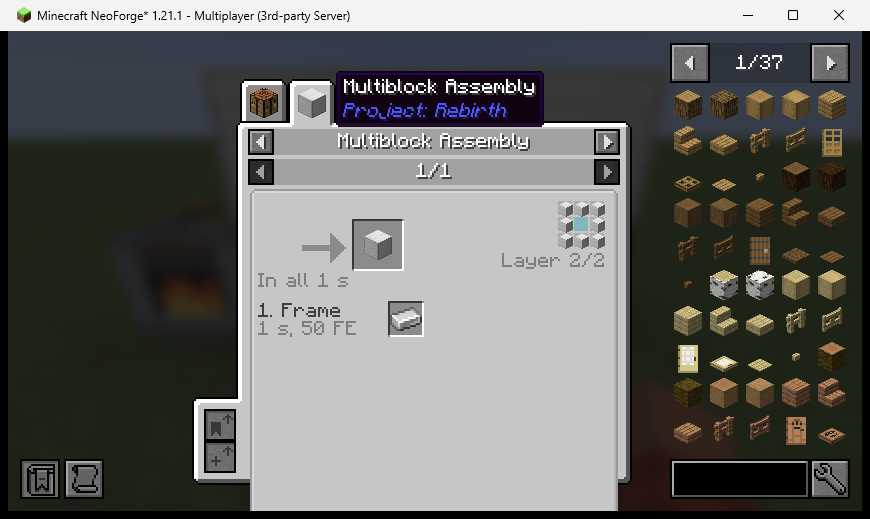 Minecraft NeoForge* 1.21.1 - Multiplayer (3rd-party Server)
1/37
Multiblock Assembly
Project: Rebirth
Multiblock Assembly
1/1
Layer 2/2
In all 1 s
1. Frame
1 s, 50 FE